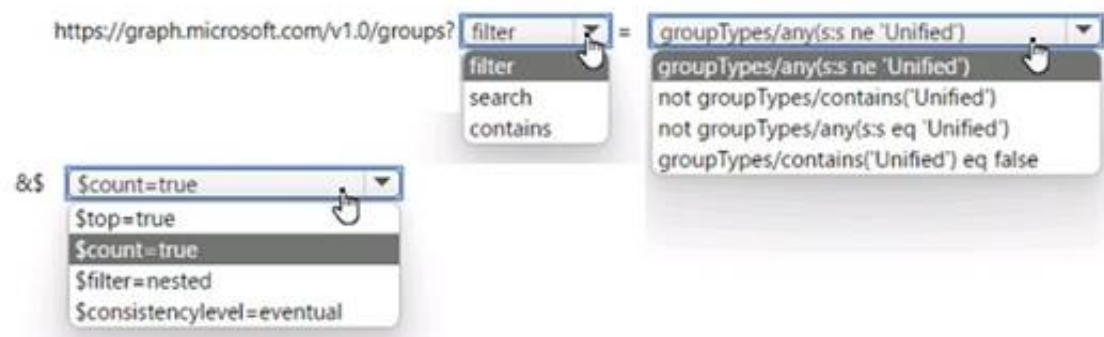 https://graph.microsoft.com/v1.0/groups? filter = groupTypes/any(s:s ne 'Unified')
filter
search
contains
groupTypes/any(s:s ne 'Unified')
not groupTypes/contains('Unified')
not groupTypes/any(s:s eq 'Unified')
groupTypes/contains('Unified') eq false
&$ $count=true
$top=true
$count=true
$filter=nested
$consistencylevel=eventual